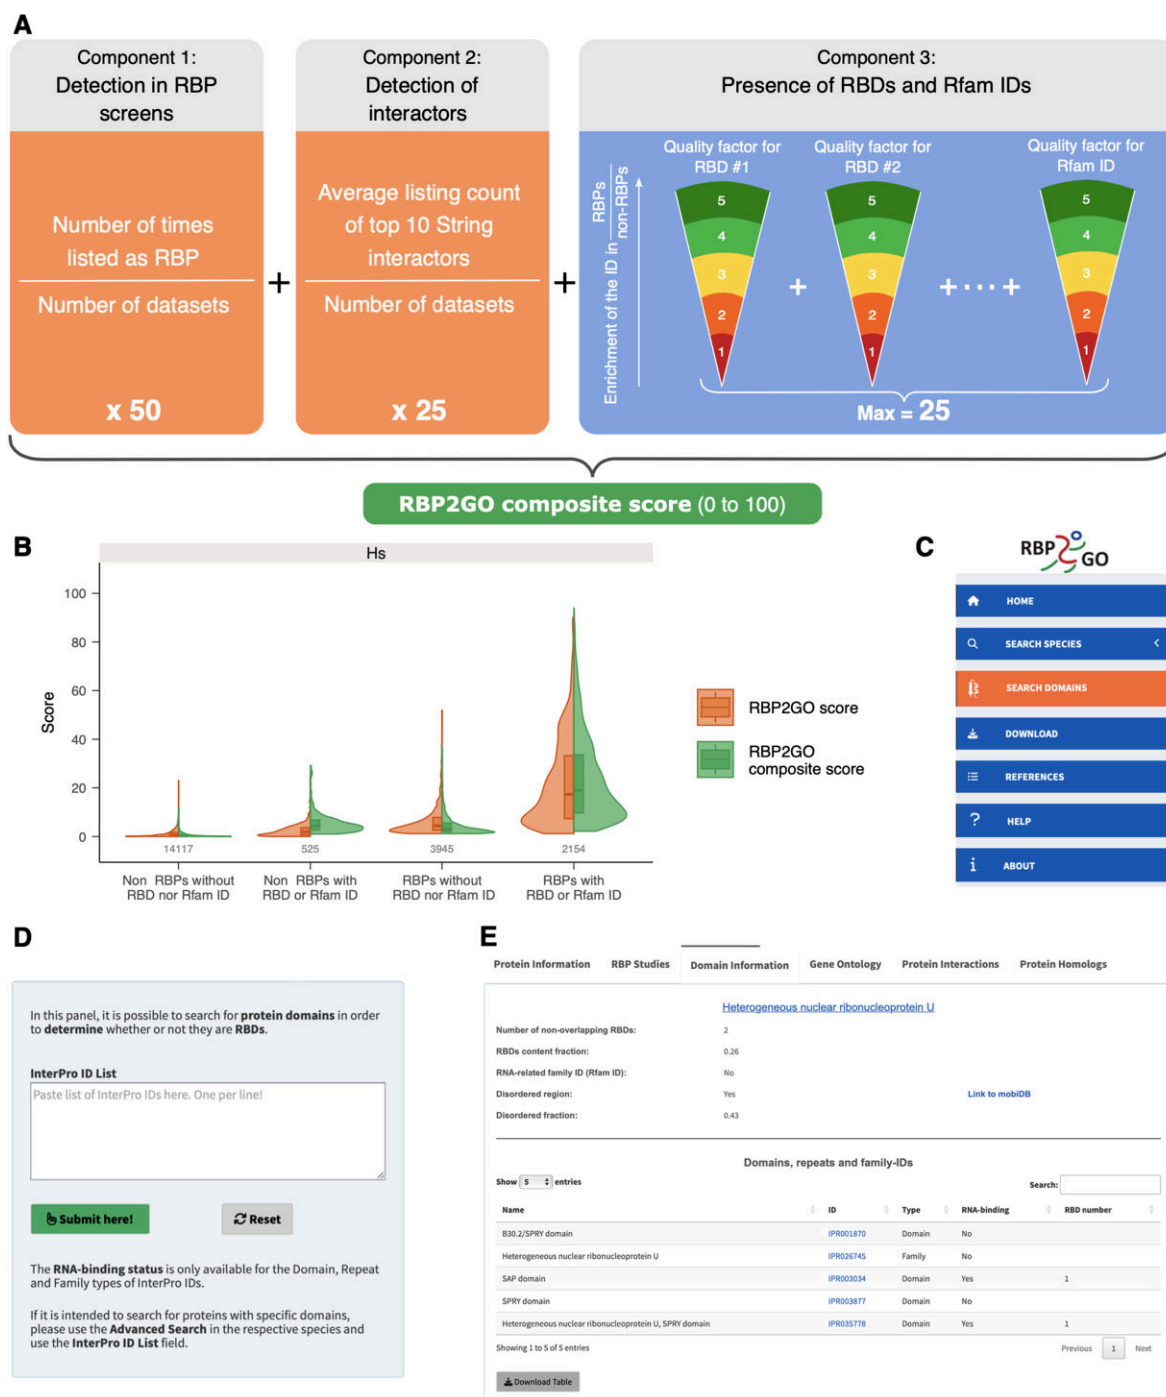 A
Component 1:
Detection in RBP
screens
Number of times
listed as RBP
Number of datasets
x 50
+
Component 2:
Detection of
interactors
Average listing count
of top 10 String
interactors
Number of datasets
x 25
+
Component 3:
Presence of RBDs and Rfam IDs
Enrichment of the ID in RBPs
non-RBPs
Quality factor for
RBD #1
5
4
3
2
1
+
Quality factor for
RBD #2
5
4
3
2
1
+····+
Quality factor for
Rfam ID
5
4
3
2
1
Max = 25
RBP2GO composite score (0 to 100)
B
Hs
Score
100
80
60
40
20
0
14117
525
3945
2154
Non RBPs without
RBD nor Rfam ID
Non RBPs with
RBD or Rfam ID
RBPs without
RBD nor Rfam ID
RBPs with
RBD or Rfam ID
RBP2GO score
RBP2GO
composite score
C
RBP2GO
HOME
SEARCH SPECIES <
SEARCH DOMAINS
DOWNLOAD
REFERENCES
? HELP
i ABOUT
D
In this panel, it is possible to search for protein domains in order
to determine whether or not they are RBDs.
InterPro ID List
Paste list of InterPro IDs here. One per line!
Submit here!
Reset
The RNA-binding status is only available for the Domain, Repeat
and Family types of InterPro IDs.
If it is intended to search for proteins with specific domains,
please use the Advanced Search in the respective species and
use the InterPro ID List field.
E
Protein Information RBP Studies Domain Information Gene Ontology Protein Interactions Protein Homologs
Heterogeneous nuclear ribonucleoprotein U
Number of non-overlapping RBDs: 2
RBDs content fraction: 0.26
RNA-related family ID (Rfam ID): No
Disordered region: Yes Link to mobiDB
Disordered fraction: 0.43
Domains, repeats and family-IDs
Show 5 entries
Search:
Name ID Type RNA-binding RBD number
B30.2/SPRY domain IPR001870 Domain No
Heterogeneous nuclear ribonucleoprotein U IPR026745 Family No
SAP domain IPR003034 Domain Yes 1
SPRY domain IPR003877 Domain No
Heterogeneous nuclear ribonucleoprotein U, SPRY domain IPR035778 Domain Yes 1
Showing 1 to 5 of 5 entries
Previous 1 Next
Download Table